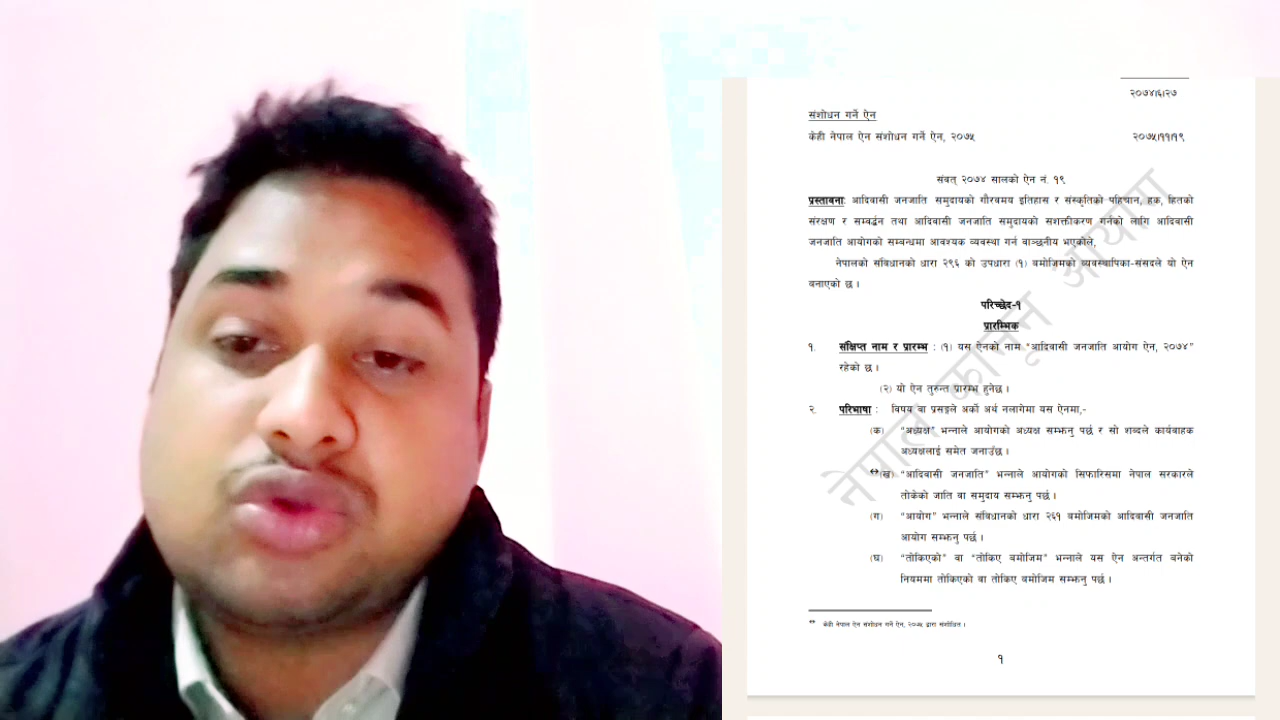 २०७४।६।२७
संशोधन गर्ने ऐन
केही नेपाल ऐन संशोधन गर्ने ऐन, २०७५ २०७५।११।१९
संवत् २०७४ सालको ऐन नं. १९
प्रस्तावनाः आदिवासी जनजाति समुदायको गौरवमय इतिहास र संस्कृतिको पहिचान, हक, हितको
संरक्षण र सम्वर्द्धन तथा आदिवासी जनजाति समुदायको सशक्तीकरण गर्नको लागि आदिवासी
जनजाति आयोगको सम्बन्धमा आवश्यक व्यवस्था गर्न वाञ्छनीय भएकोले,
नेपालको संविधानको धारा २९६ को उपधारा (१) बमोजिमको व्यवस्थापिका-संसदले यो ऐन
बनाएको छ ।
परिच्छेद-१
प्रारम्भिक
१. संक्षिप्त नाम र प्रारम्भ : (१) यस ऐनको नाम “आदिवासी जनजाति आयोग ऐन, २०७४”
रहेको छ ।
(२) यो ऐन तुरुन्त प्रारम्भ हुनेछ ।
२. परिभाषा : विषय वा प्रसङ्गले अर्को अर्थ नलागेमा यस ऐनमा,-
(क) “अध्यक्ष” भन्नाले आयोगको अध्यक्ष सम्झनु पर्छ र सो शब्दले कार्यवाहक
अध्यक्षलाई समेत जनाउँछ ।
↔(ख) “आदिवासी जनजाति” भन्नाले आयोगको सिफारिसमा नेपाल सरकारले
तोकेको जाति वा समुदाय सम्झनु पर्छ ।
(ग) “आयोग” भन्नाले संविधानको धारा २६१ बमोजिमको आदिवासी जनजाति
आयोग सम्झनु पर्छ ।
(घ) “तोकिएको” वा “तोकिए बमोजिम” भन्नाले यस ऐन अन्तर्गत बनेको
नियममा तोकिएको वा तोकिए बमोजिम सम्झनु पर्छ ।
↔ केही नेपाल ऐन संशोधन गर्ने ऐन, २०७५ द्वारा संशोधित ।
१
नेपाल कानून आयोग